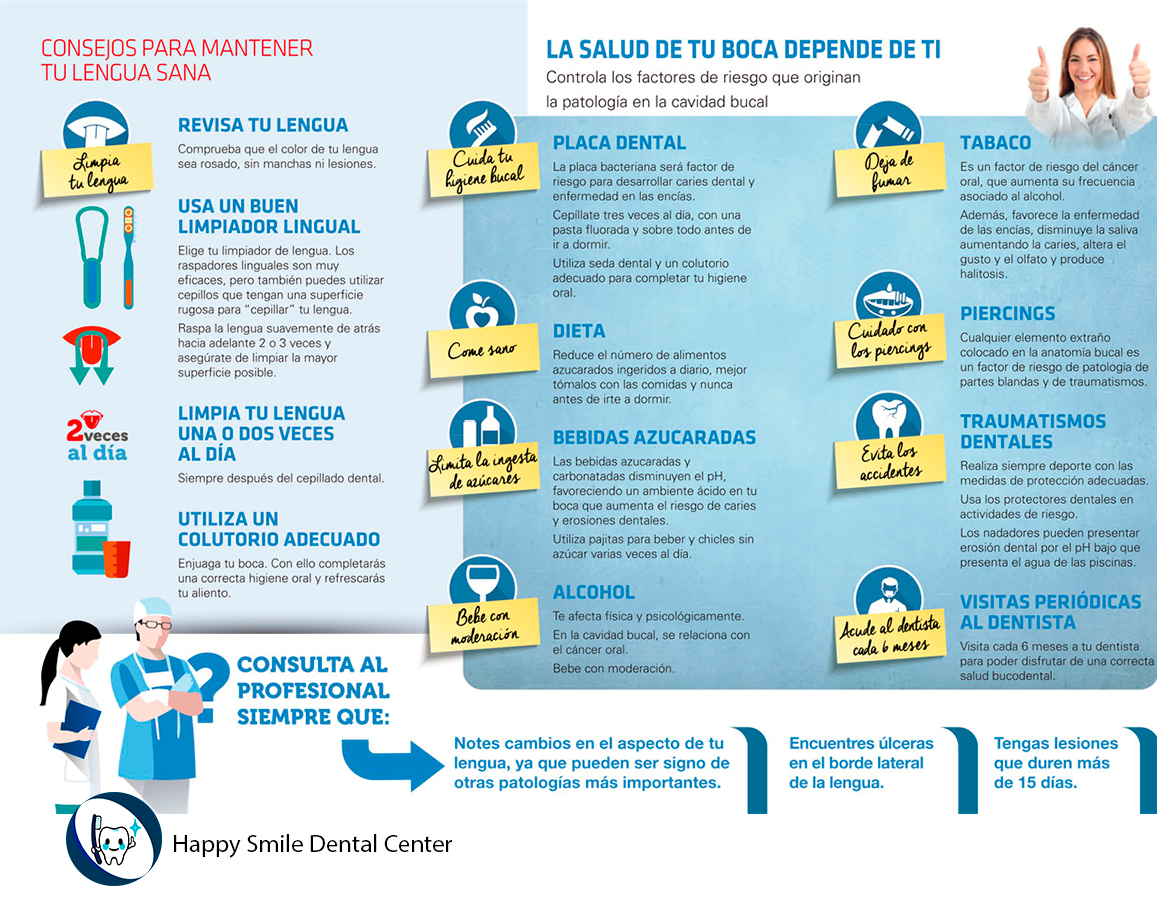 CONSEJOS PARA MANTENER
TU LENGUA SANA
Limpia
tu lengua
REVISA TU LENGUA
Comprueba que el color de tu lengua
sea rosado, sin manchas ni lesiones.
USA UN BUEN
LIMPIADOR LINGUAL
Elige tu limpiador de lengua. Los
raspadores linguales son muy
eficaces, pero también puedes utilizar
cepillos que tengan una superficie
rugosa para “cepillar” tu lengua.
Raspa la lengua suavemente de atrás
hacia adelante 2 o 3 veces y
asegúrate de limpiar la mayor
superficie posible.
2 veces
al día
LIMPIA TU LENGUA
UNA O DOS VECES
AL DÍA
Siempre después del cepillado dental.
UTILIZA UN
COLUTORIO ADECUADO
Enjuaga tu boca. Con ello completarás
una correcta higiene oral y refrescarás
tu aliento.
LA SALUD DE TU BOCA DEPENDE DE TI
Controla los factores de riesgo que originan
la patología en la cavidad bucal
Cuida tu
higiene bucal
PLACA DENTAL
La placa bacteriana será factor de
riesgo para desarrollar caries dental y
enfermedad en las encías.
Cepíllate tres veces al día, con una
pasta fluorada y sobre todo antes de
ir a dormir.
Utiliza seda dental y un colutorio
adecuado para completar tu higiene
oral.
Come sano
DIETA
Reduce el número de alimentos
azucarados ingeridos a diario, mejor
tómalos con las comidas y nunca
antes de irte a dormir.
Limita la ingesta
de azúcares
BEBIDAS AZUCARADAS
Las bebidas azucaradas y
carbonatadas disminuyen el pH,
favoreciendo un ambiente ácido en tu
boca que aumenta el riesgo de caries
y erosiones dentales.
Utiliza pajitas para beber y chicles sin
azúcar varias veces al día.
Bebe con
moderación
ALCOHOL
Te afecta física y psicológicamente.
En la cavidad bucal, se relaciona con
el cáncer oral.
Bebe con moderación.
Deja de
fumar
TABACO
Es un factor de riesgo del cáncer
oral, que aumenta su frecuencia
asociado al alcohol.
Además, favorece la enfermedad
de las encías, disminuye la saliva
aumentando la caries, altera el
gusto y el olfato y produce
halitosis.
Cuidado con
los piercings
PIERCINGS
Cualquier elemento extraño
colocado en la anatomía bucal es
un factor de riesgo de patología de
partes blandas y de traumatismos.
Evita los
accidentes
TRAUMATISMOS
DENTALES
Realiza siempre deporte con las
medidas de protección adecuadas.
Usa los protectores dentales en
actividades de riesgo.
Los nadadores pueden presentar
erosión dental por el pH bajo que
presenta el agua de las piscinas.
Acude al dentista
cada 6 meses
VISITAS PERIÓDICAS
AL DENTISTA
Visita cada 6 meses a tu dentista
para poder disfrutar de una correcta
salud bucodental.
?
CONSULTA AL
PROFESIONAL
SIEMPRE QUE:
Notes cambios en el aspecto de tu
lengua, ya que pueden ser signo de
otras patologías más importantes.
Encuentres úlceras
en el borde lateral
de la lengua.
Tengas lesiones
que duren más
de 15 días.
Happy Smile Dental Center